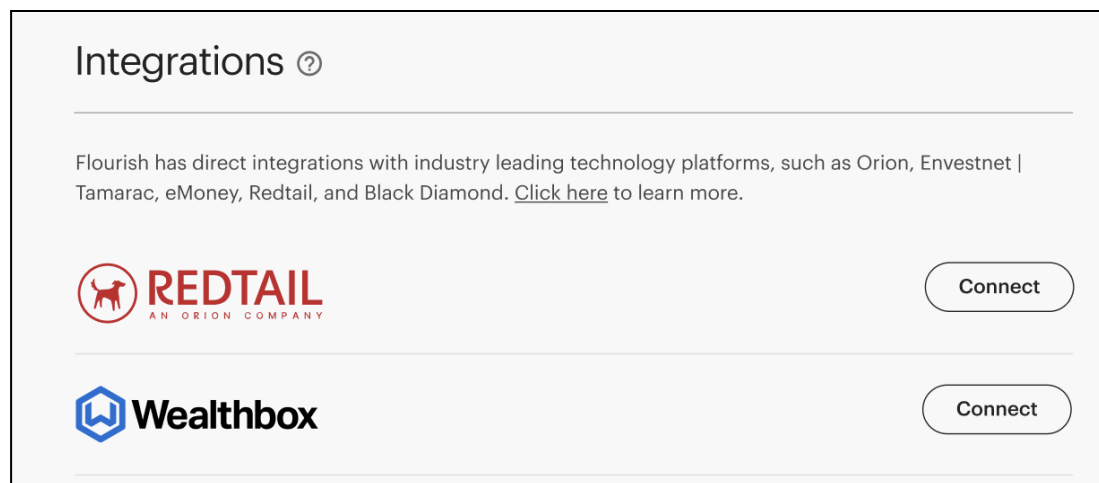 Integrations ?
Flourish has direct integrations with industry leading technology platforms, such as Orion, Envestnet |
Tamarac, eMoney, Redtail, and Black Diamond. Click here to learn more.
REDTAIL
AN ORION COMPANY
Connect
Wealthbox
Connect